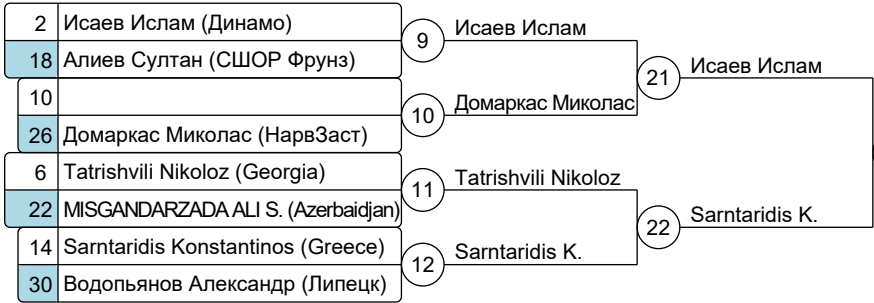 2 Исаев Ислам (Динамо)
9 Исаев Ислам
18 Алиев Султан (СШОР Фрунз)
21 Исаев Ислам
10
10 Домаркас Миколас
26 Домаркас Миколас (НарвЗаст)
6 Tatrishvili Nikoloz (Georgia)
11 Tatrishvili Nikoloz
22 MISGANDARZADA ALI S. (Azerbaidjan)
22 Sarntaridis K.
14 Sarntaridis Konstantinos (Greece)
12 Sarntaridis K.
30 Водопьянов Александр (Липецк)